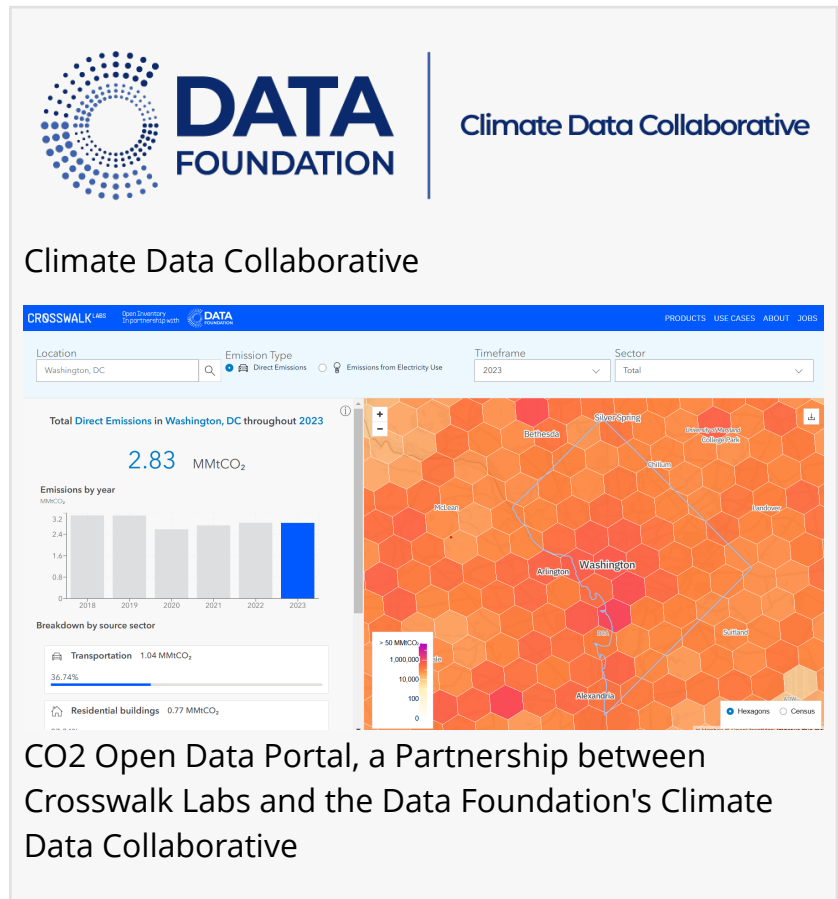 DATA
FOUNDATION
Climate Data Collaborative
Climate Data Collaborative
CRØSSWALK LABS
Open Inventory
In partnership with
DATA
FOUNDATION
PRODUCTS USE CASES ABOUT JOBS
Location
Washington, DC
Emission Type
Direct Emissions
Emissions from Electricity Use
Timeframe
2023
Sector
Total
Total Direct Emissions in Washington, DC throughout 2023
2.83 MMtCO₂
Emissions by year
MMtCO₂
3.2
2.4
1.6
0.8
0
2018 2019 2020 2021 2022 2023
Breakdown by source sector
Transportation 1.04 MMtCO₂
36.74%
Residential buildings 0.77 MMtCO₂
+
−
Silver Spring
Bethesda
University of Maryland
College Park
Chillum
McLean
Landover
Washington
Arlington
Suitland
Alexandria
> 50 MMtCO₂
1,000,000
10,000
100
0
Hexagons Census
CO2 Open Data Portal, a Partnership between
Crosswalk Labs and the Data Foundation's Climate
Data Collaborative